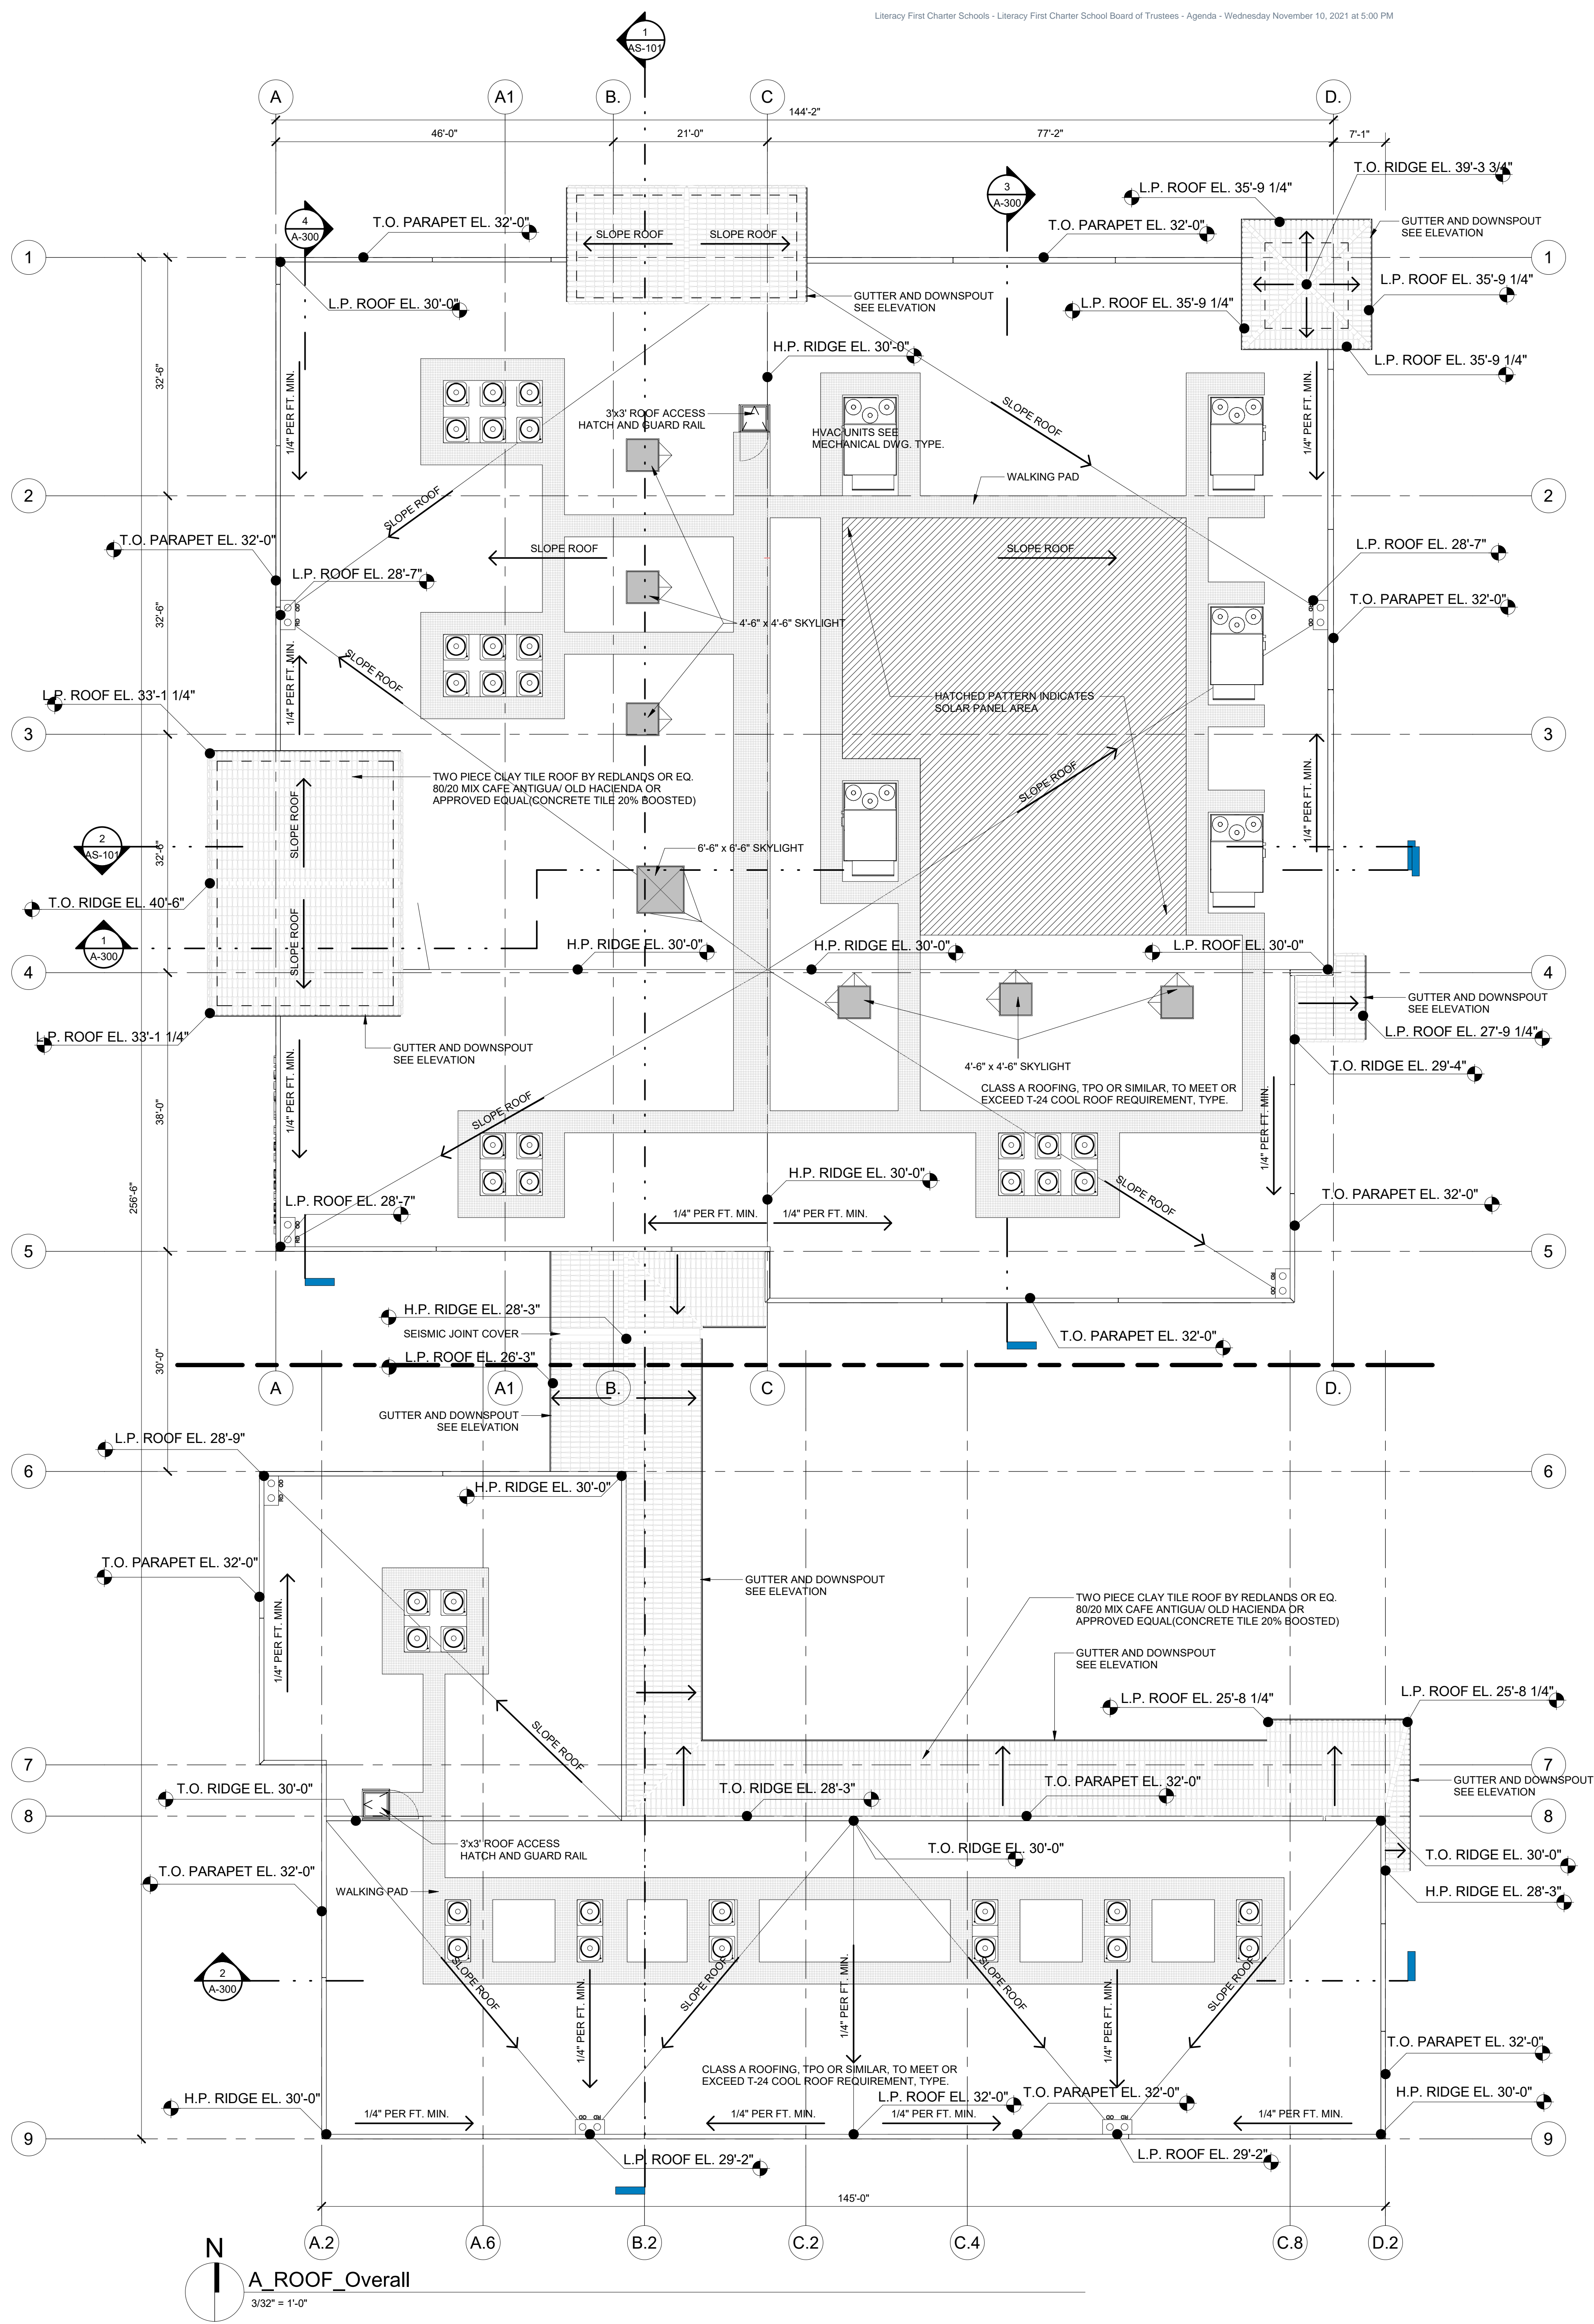 Literacy First Charter Schools - Literacy First Charter School Board of Trustees - Agenda - Wednesday November 10, 2021 at 5:00 PM
1
AS-101
A
A1
B.
C
D.
144'-2"
46'-0"
21'-0"
77'-2"
7'-1"
T.O. RIDGE EL. 39'-3 3/4"
L.P. ROOF EL. 35'-9 1/4"
3
A-300
4
A-300
T.O. PARAPET EL. 32'-0"
SLOPE ROOF
SLOPE ROOF
T.O. PARAPET EL. 32'-0"
GUTTER AND DOWNSPOUT
SEE ELEVATION
1
1
L.P. ROOF EL. 30'-0"
GUTTER AND DOWNSPOUT
SEE ELEVATION
L.P. ROOF EL. 35'-9 1/4"
L.P. ROOF EL. 35'-9 1/4"
H.P. RIDGE EL. 30'-0"
L.P. ROOF EL. 35'-9 1/4"
32'-6"
1/4" PER FT. MIN.
3'x3' ROOF ACCESS
HATCH AND GUARD RAIL
HVAC UNITS SEE
MECHANICAL DWG. TYPE.
SLOPE ROOF
1/4" PER FT. MIN.
WALKING PAD
2
2
SLOPE ROOF
T.O. PARAPET EL. 32'-0"
SLOPE ROOF
SLOPE ROOF
L.P. ROOF EL. 28'-7"
L.P. ROOF EL. 28'-7"
T.O. PARAPET EL. 32'-0"
32'-6"
4'-6" x 4'-6" SKYLIGHT
1/4" PER FT. MIN.
SLOPE ROOF
L.P. ROOF EL. 33'-1 1/4"
HATCHED PATTERN INDICATES
SOLAR PANEL AREA
3
3
TWO PIECE CLAY TILE ROOF BY REDLANDS OR EQ.
80/20 MIX CAFE ANTIGUA/ OLD HACIENDA OR
APPROVED EQUAL(CONCRETE TILE 20% BOOSTED)
SLOPE ROOF
SLOPE ROOF
1/4" PER FT. MIN.
2
AS-101
32'-6"
6'-6" x 6'-6" SKYLIGHT
T.O. RIDGE EL. 40'-6"
SLOPE ROOF
1
A-300
H.P. RIDGE EL. 30'-0"
H.P. RIDGE EL. 30'-0"
L.P. ROOF EL. 30'-0"
4
4
GUTTER AND DOWNSPOUT
SEE ELEVATION
L.P. ROOF EL. 33'-1 1/4"
GUTTER AND DOWNSPOUT
SEE ELEVATION
L.P. ROOF EL. 27'-9 1/4"
4'-6" x 4'-6" SKYLIGHT
T.O. RIDGE EL. 29'-4"
CLASS A ROOFING, TPO OR SIMILAR, TO MEET OR
EXCEED T-24 COOL ROOF REQUIREMENT, TYPE.
38'-0"
1/4" PER FT. MIN.
SLOPE ROOF
1/4" PER FT. MIN.
H.P. RIDGE EL. 30'-0"
SLOPE ROOF
256'-6"
L.P. ROOF EL. 28'-7"
T.O. PARAPET EL. 32'-0"
1/4" PER FT. MIN.
1/4" PER FT. MIN.
5
5
H.P. RIDGE EL. 28'-3"
SEISMIC JOINT COVER
T.O. PARAPET EL. 32'-0"
L.P. ROOF EL. 26'-3"
30'-0"
A
A1
B.
C
D.
GUTTER AND DOWNSPOUT
SEE ELEVATION
L.P. ROOF EL. 28'-9"
6
6
H.P. RIDGE EL. 30'-0"
T.O. PARAPET EL. 32'-0"
GUTTER AND DOWNSPOUT
SEE ELEVATION
TWO PIECE CLAY TILE ROOF BY REDLANDS OR EQ.
80/20 MIX CAFE ANTIGUA/ OLD HACIENDA OR
APPROVED EQUAL(CONCRETE TILE 20% BOOSTED)
1/4" PER FT. MIN.
GUTTER AND DOWNSPOUT
SEE ELEVATION
L.P. ROOF EL. 25'-8 1/4"
L.P. ROOF EL. 25'-8 1/4"
SLOPE ROOF
7
7
T.O. RIDGE EL. 30'-0"
T.O. RIDGE EL. 28'-3"
T.O. PARAPET EL. 32'-0"
GUTTER AND DOWNSPOUT
SEE ELEVATION
8
8
3'x3' ROOF ACCESS
HATCH AND GUARD RAIL
T.O. RIDGE EL. 30'-0"
T.O. RIDGE EL. 30'-0"
T.O. PARAPET EL. 32'-0"
WALKING PAD
H.P. RIDGE EL. 28'-3"
2
A-300
SLOPE ROOF
1/4" PER FT. MIN.
SLOPE ROOF
1/4" PER FT. MIN.
SLOPE ROOF
1/4" PER FT. MIN.
SLOPE ROOF
T.O. PARAPET EL. 32'-0"
CLASS A ROOFING, TPO OR SIMILAR, TO MEET OR
EXCEED T-24 COOL ROOF REQUIREMENT, TYPE.
H.P. RIDGE EL. 30'-0"
L.P. ROOF EL. 32'-0"
T.O. PARAPET EL. 32'-0"
H.P. RIDGE EL. 30'-0"
1/4" PER FT. MIN.
1/4" PER FT. MIN.
1/4" PER FT. MIN.
1/4" PER FT. MIN.
9
9
L.P. ROOF EL. 29'-2"
L.P. ROOF EL. 29'-2"
145'-0"
A.2
A.6
B.2
C.2
C.4
C.8
D.2
N
A_ROOF_Overall
3/32" = 1'-0"